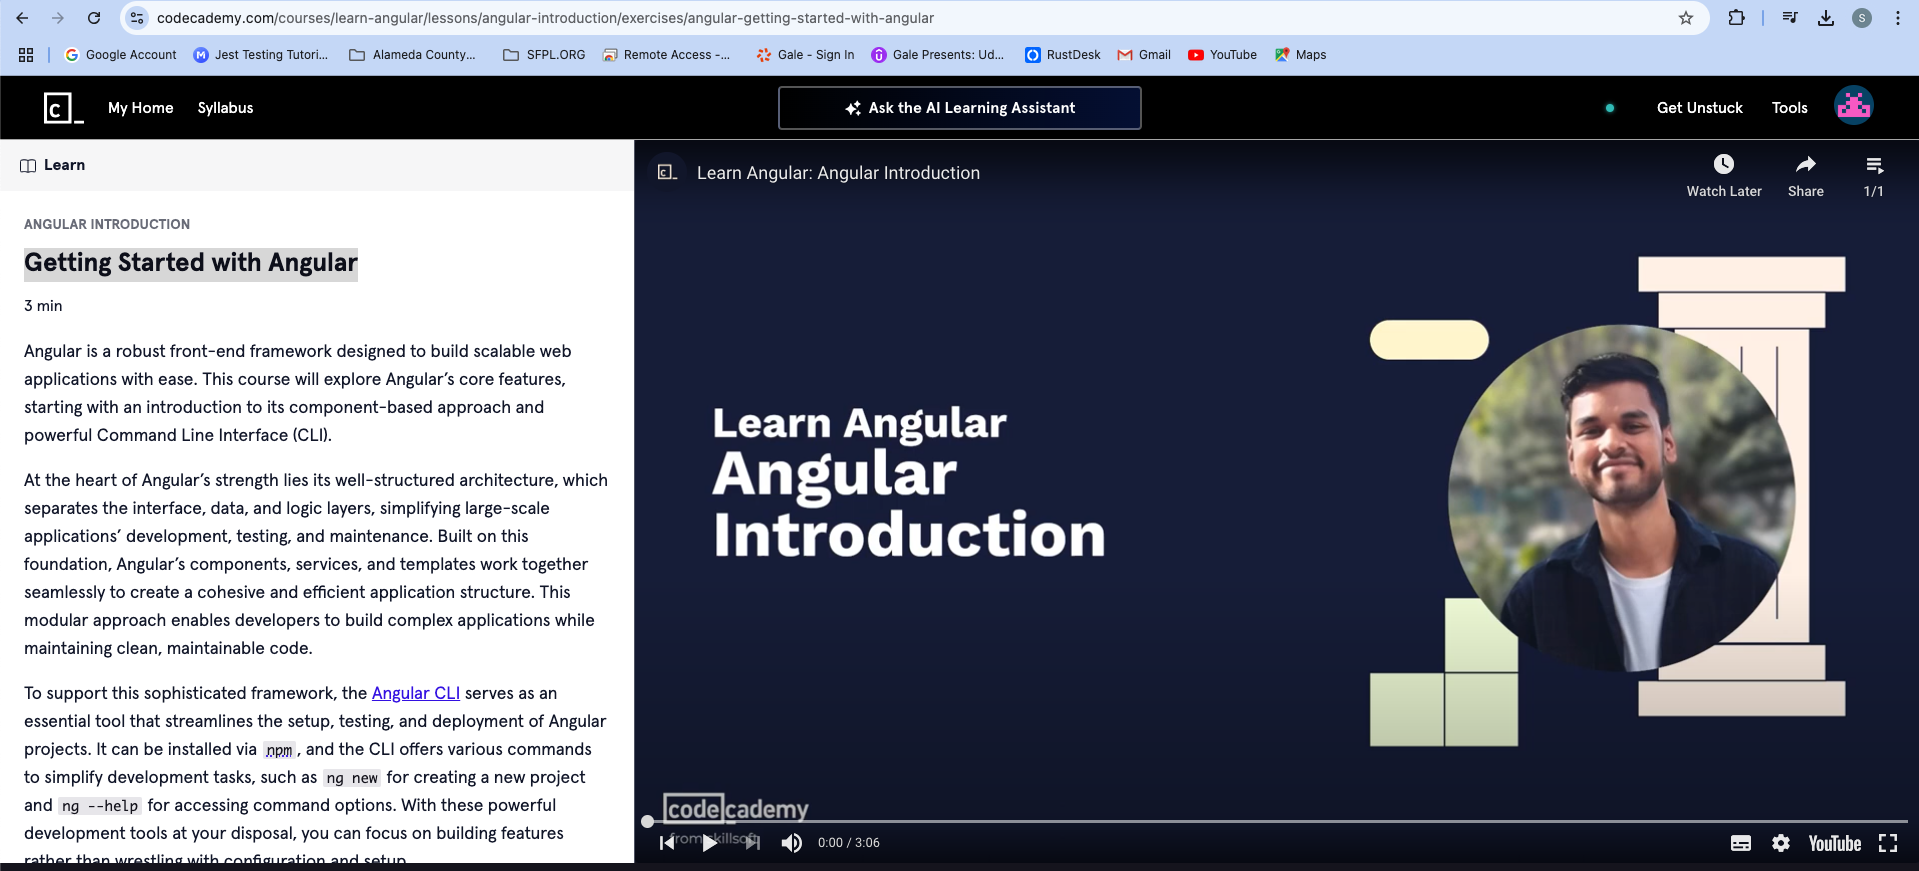 codecademy.com/courses/learn-angular/lessons/angular-introduction/exercises/angular-getting-started-with-angular
S
Google Account
Jest Testing Tutori...
Alameda County...
SFPL.ORG
Remote Access -...
Gale - Sign In
Gale Presents: Ud...
RustDesk
Gmail
YouTube
Maps
c_
My Home
Syllabus
Ask the AI Learning Assistant
Get Unstuck
Tools
Learn
ANGULAR INTRODUCTION
Getting Started with Angular
3 min
Angular is a robust front-end framework designed to build scalable web
applications with ease. This course will explore Angular’s core features,
starting with an introduction to its component-based approach and
powerful Command Line Interface (CLI).
At the heart of Angular’s strength lies its well-structured architecture, which
separates the interface, data, and logic layers, simplifying large-scale
applications’ development, testing, and maintenance. Built on this
foundation, Angular’s components, services, and templates work together
seamlessly to create a cohesive and efficient application structure. This
modular approach enables developers to build complex applications while
maintaining clean, maintainable code.
To support this sophisticated framework, the Angular CLI serves as an
essential tool that streamlines the setup, testing, and deployment of Angular
projects. It can be installed via npm, and the CLI offers various commands
to simplify development tasks, such as ng new for creating a new project
and ng --help for accessing command options. With these powerful
development tools at your disposal, you can focus on building features
rather than wrestling with configuration and setup.
c_
Learn Angular: Angular Introduction
Watch Later
Share
1/1
Learn Angular
Angular
Introduction
codecademy
from skillsoft
0:00 / 3:06
YouTube